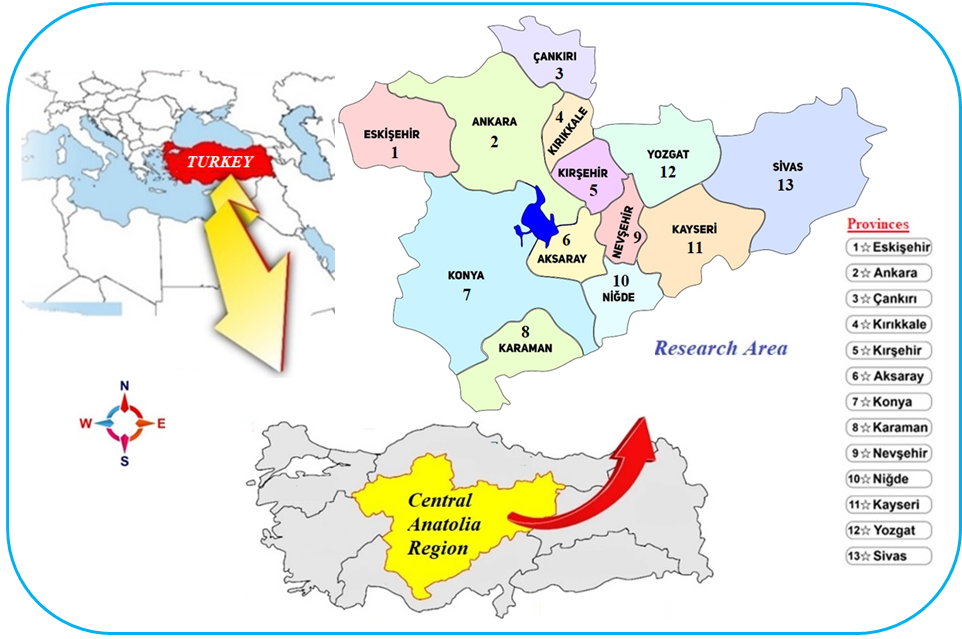 TURKEY
ÇANKIRI
3
ANKARA
2
4
KIRIKKALE
ESKİŞEHİR
1
KIRŞEHİR
5
YOZGAT
12
SİVAS
13
NEVŞEHİR
9
KAYSERİ
11
6
AKSARAY
10
NİĞDE
KONYA
7
8
KARAMAN
Research Area
Provinces
1☆Eskişehir
2☆Ankara
3☆Çankırı
4☆Kırıkkale
5☆Kırşehir
6☆Aksaray
7☆Konya
8☆Karaman
9☆Nevşehir
10☆Niğde
11☆Kayseri
12☆Yozgat
13☆Sivas
N
W E
S
Central
Anatolia
Region